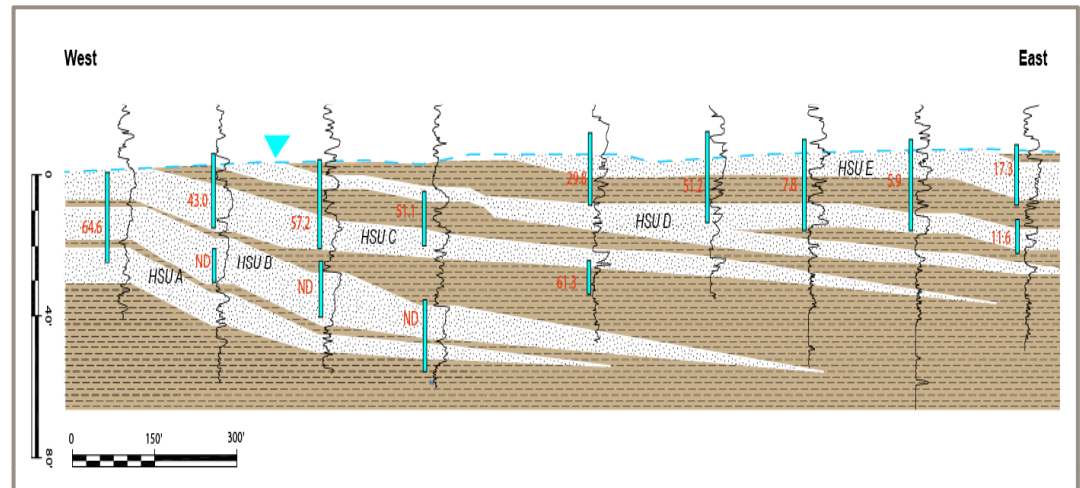 West
East
0
40'
80'
64.6
43.0
ND
57.2
ND
51.1
ND
29.8
61.3
51.2
7.8
5.9
17.3
11.6
HSU A
HSU B
HSU C
HSU D
HSU E
0
150'
300'